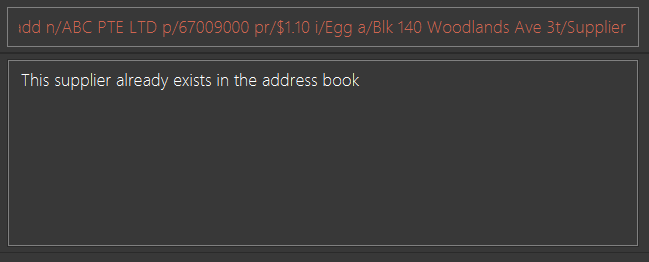 add n/ABC PTE LTD p/67009000 pr/$1.10 i/Egg a/Blk 140 Woodlands Ave 3t/Supplier
This supplier already exists in the address book